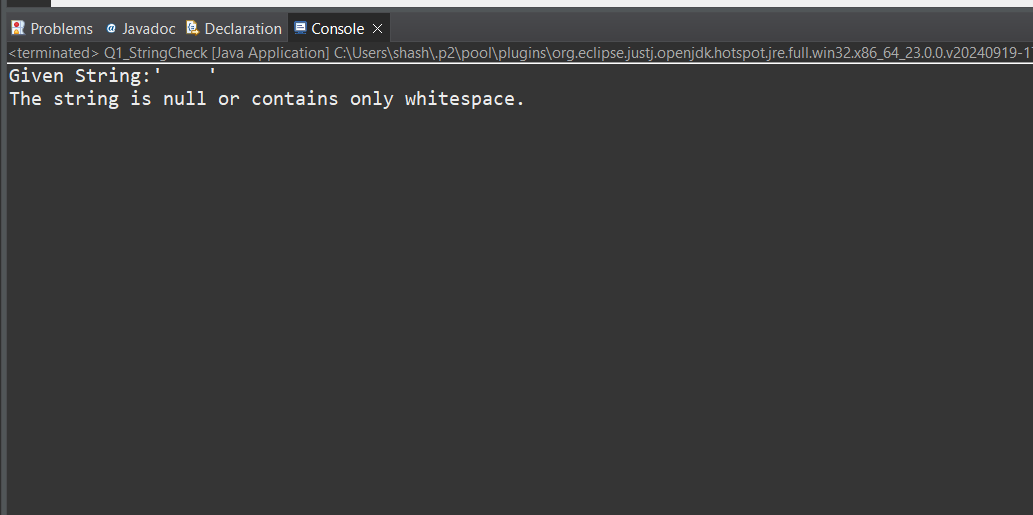 Problems Javadoc Declaration Console
<terminated> Q1_StringCheck [Java Application] C:\Users\shash\.p2\pool\plugins\org.eclipse.justj.openjdk.hotspot.jre.full.win32.x86_64_23.0.0.v20240919-1
Given String:'    '
The string is null or contains only whitespace.